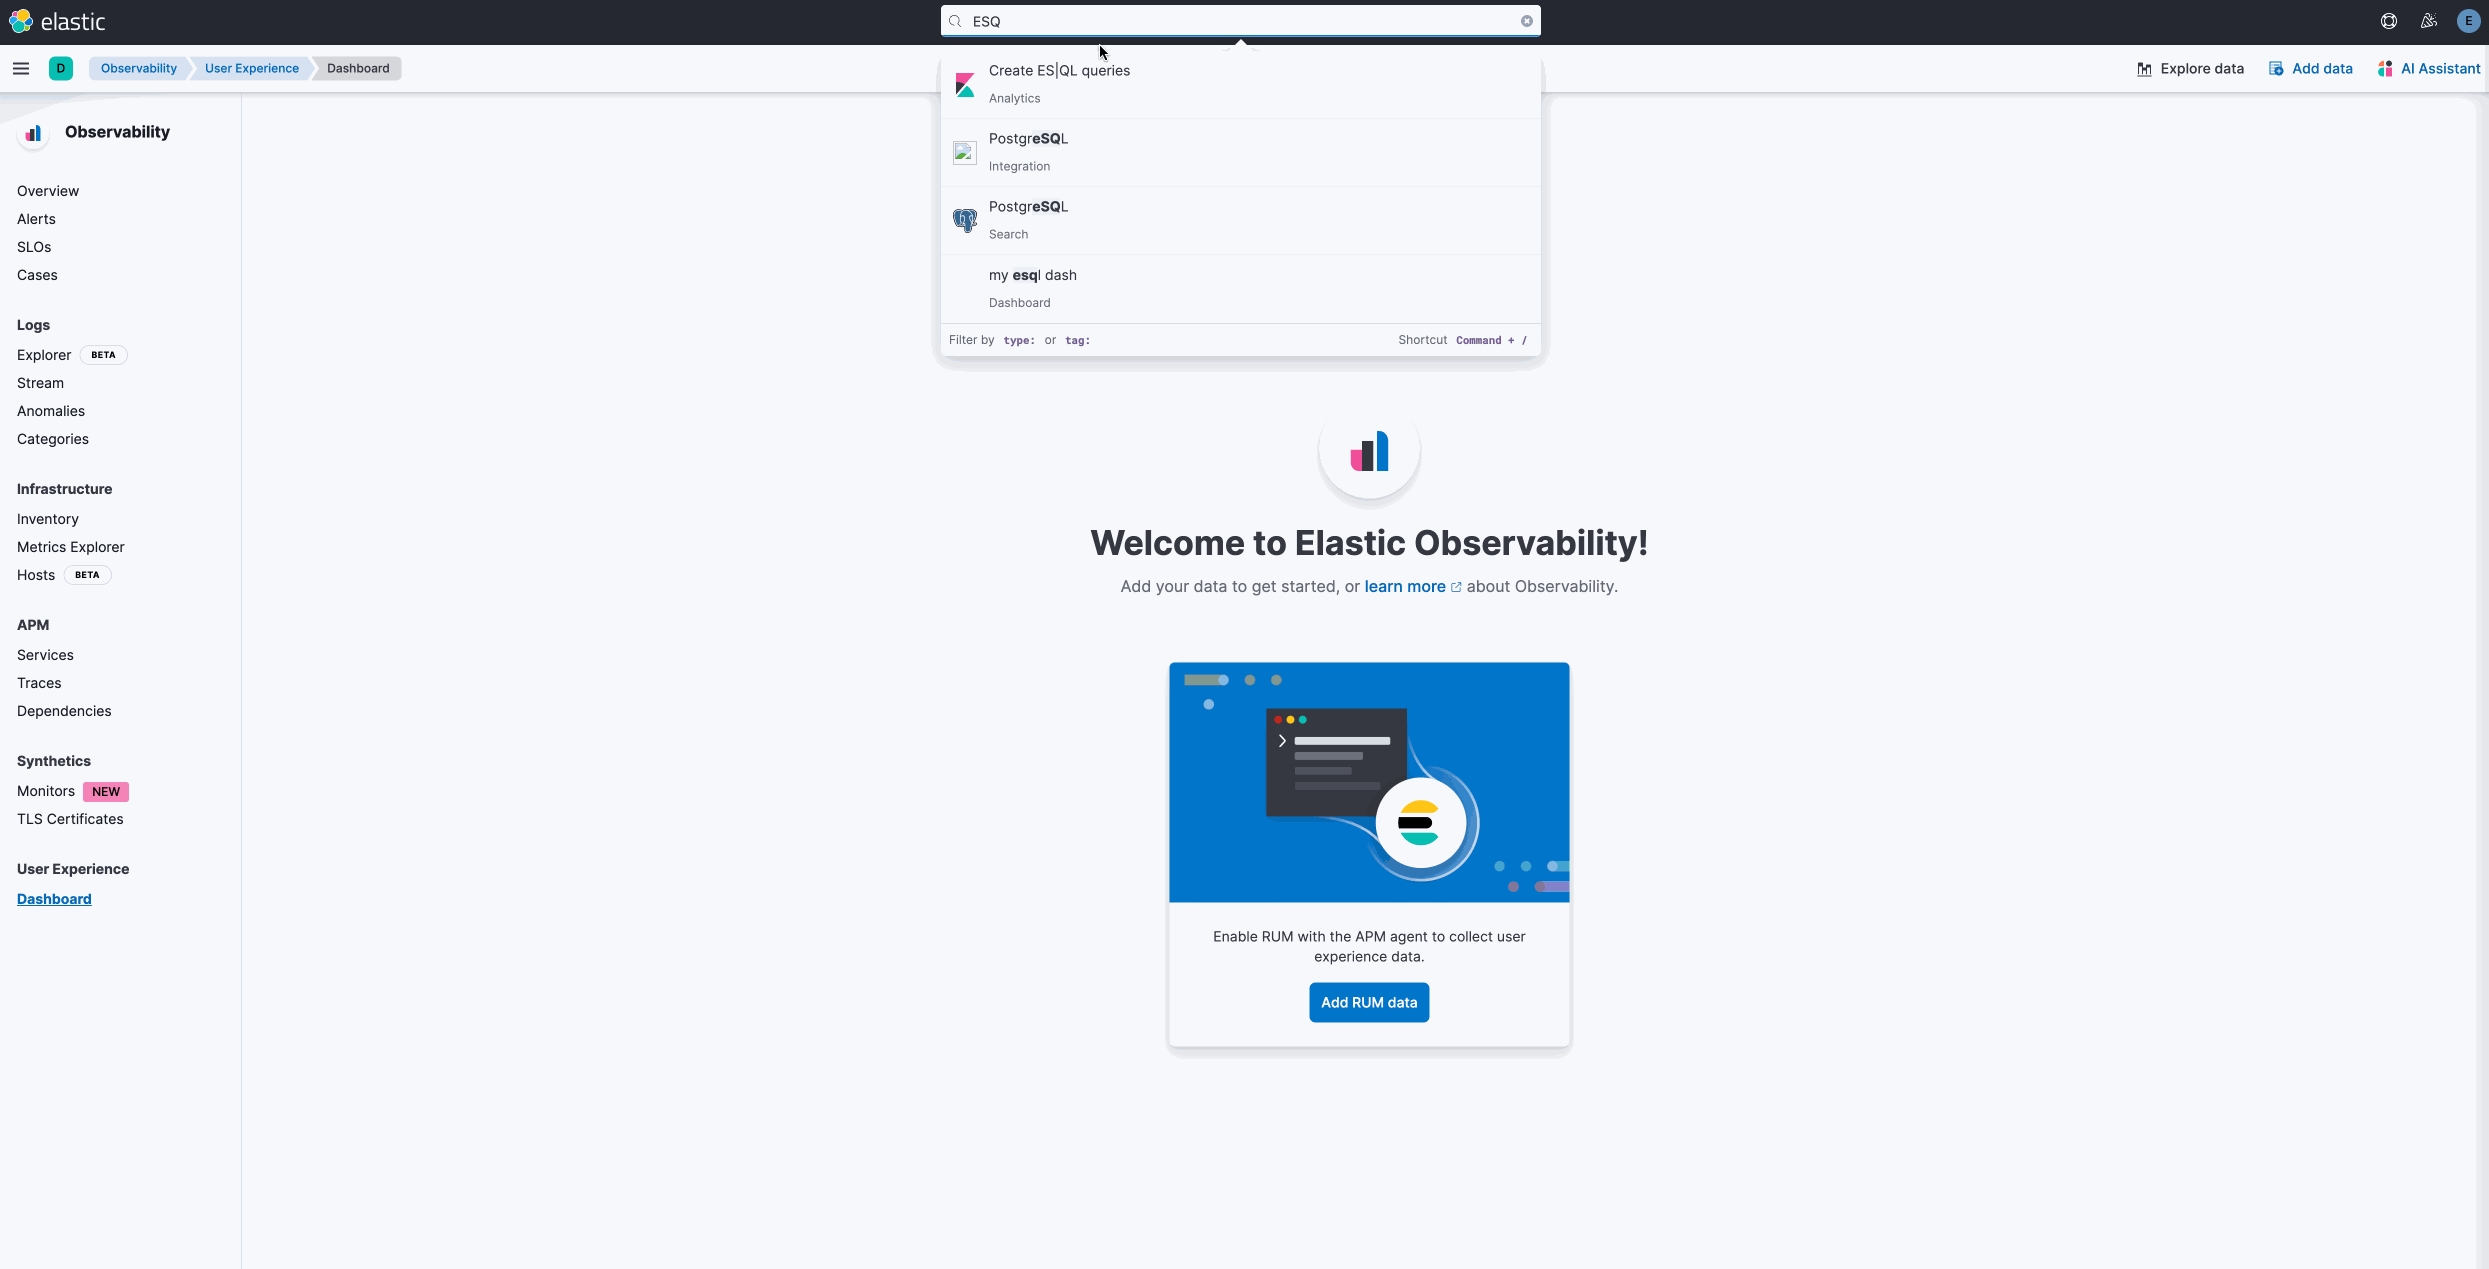 elastic
ESQ
E
D
Observability
User Experience
Dashboard
Explore data
Add data
AI Assistant
Create ES|QL queries
Analytics
PostgreSQL
Integration
PostgreSQL
Search
my esql dash
Dashboard
Filter by type: or tag:
Shortcut Command + /
Observability
Overview
Alerts
SLOs
Cases
Logs
Explorer BETA
Stream
Anomalies
Categories
Infrastructure
Inventory
Metrics Explorer
Hosts BETA
APM
Services
Traces
Dependencies
Synthetics
Monitors NEW
TLS Certificates
User Experience
Dashboard
Welcome to Elastic Observability!
Add your data to get started, or learn more about Observability.
Enable RUM with the APM agent to collect user
experience data.
Add RUM data